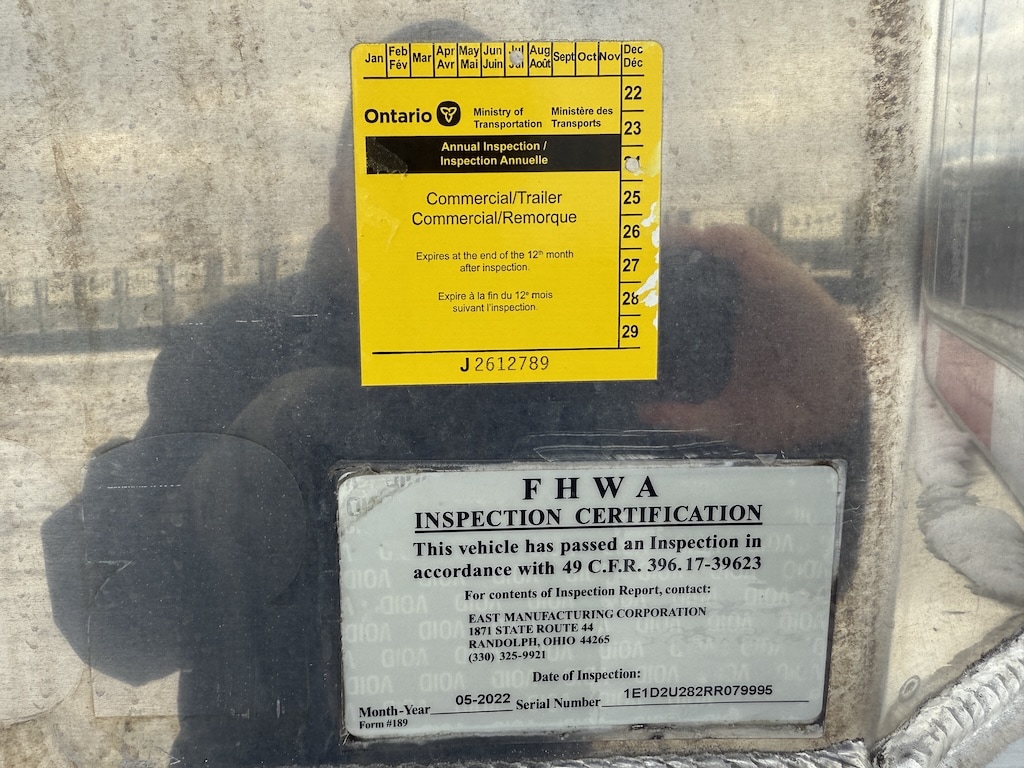 Jan Feb Mar Apr May Jun Jul Aug Sept Oct Nov Dec
Fév Avr Mai Juin Jul Août Déc
22
Ontario Ministry of Transportation Ministère des Transports
23
Annual Inspection /
Inspection Annuelle
Commercial/Trailer
25
Commercial/Remorque
26
Expires at the end of the 12th month
after inspection.
27
Expire à la fin du 12e mois
28
suivant l'inspection.
29
J 2612789
FHWA
INSPECTION CERTIFICATION
This vehicle has passed an Inspection in
accordance with 49 C.F.R. 396.17-39623
For contents of Inspection Report, contact:
EAST MANUFACTURING CORPORATION
1871 STATE ROUTE 44
RANDOLPH, OHIO 44265
(330) 325-9921
Date of Inspection:
Month-Year 05-2022 Serial Number 1E1D2U282RR079995
Form #189